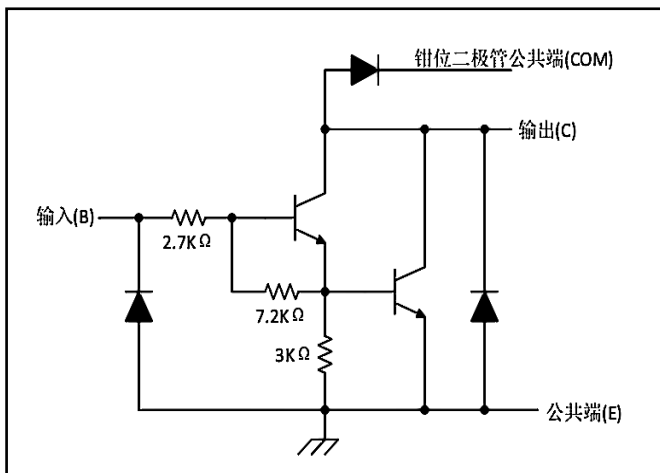 钳位二极管公共端(COM)
输出(C)
输入(B)
2.7KΩ
7.2KΩ
3KΩ
公共端(E)